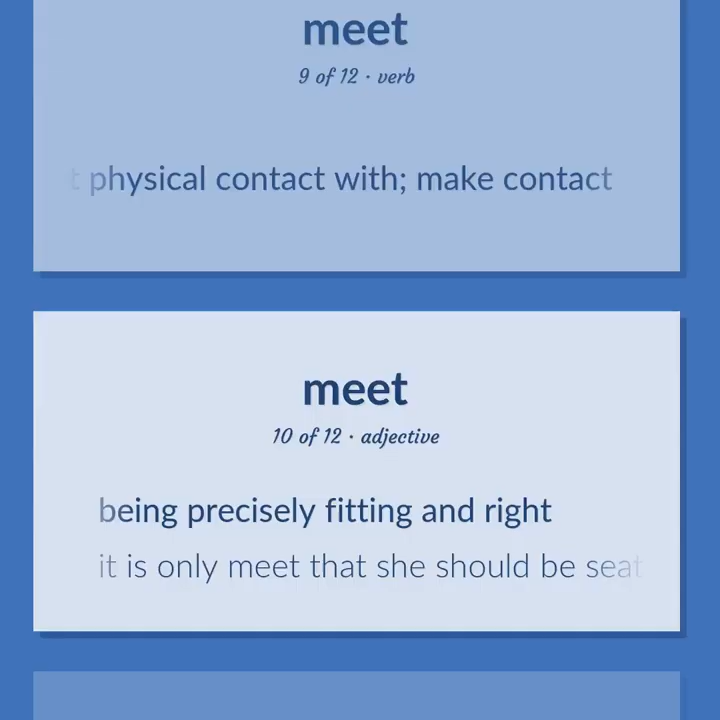 meet
9 of 12 · verb
physical contact with; make contact
meet
10 of 12 · adjective
being precisely fitting and right
it is only meet that she should be seat